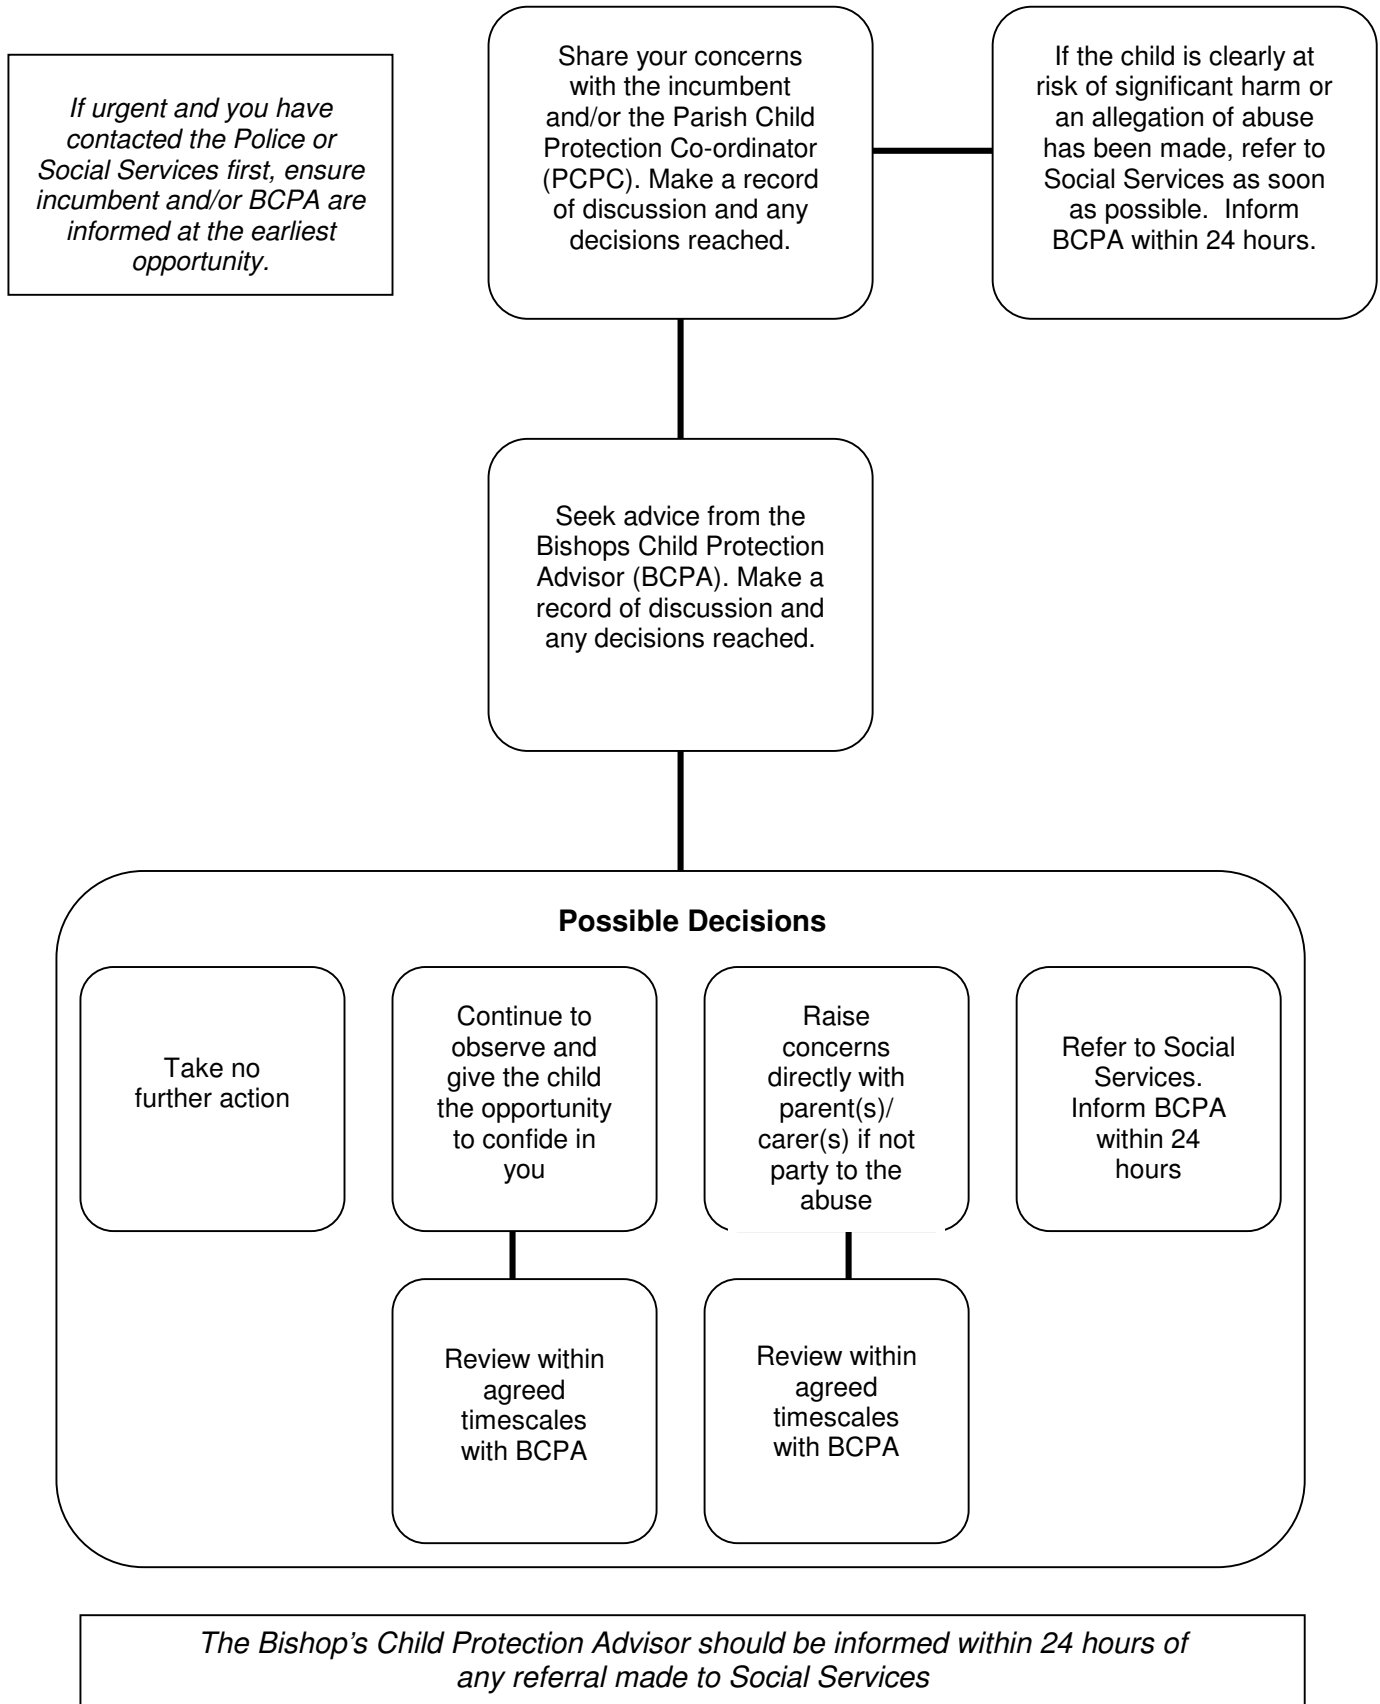 If urgent and you have
contacted the Police or
Social Services first, ensure
incumbent and/or BCPA are
informed at the earliest
opportunity.
Share your concerns
with the incumbent
and/or the Parish Child
Protection Co-ordinator
(PCPC). Make a record
of discussion and any
decisions reached.
If the child is clearly at
risk of significant harm or
an allegation of abuse
has been made, refer to
Social Services as soon
as possible.  Inform
BCPA within 24 hours.
Seek advice from the
Bishops Child Protection
Advisor (BCPA). Make a
record of discussion and
any decisions reached.
Possible Decisions
Take no
further action
Continue to
observe and
give the child
the opportunity
to confide in
you
Raise
concerns
directly with
parent(s)/
carer(s) if not
party to the
abuse
Refer to Social
Services.
Inform BCPA
within 24
hours
Review within
agreed
timescales
with BCPA
Review within
agreed
timescales
with BCPA
The Bishop's Child Protection Advisor should be informed within 24 hours of
any referral made to Social Services